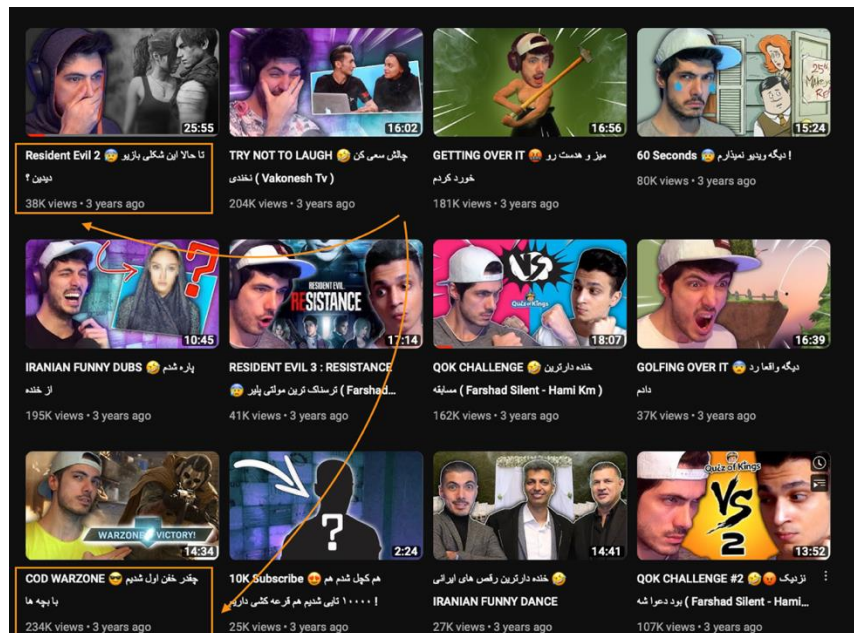 25:55
16:02
16:56
25th
15:24
تا حالا این شکلی بازیو 😰 Resident Evil 2
دیدین ؟
38K views • 3 years ago
چالش سعی کن 🤣 TRY NOT TO LAUGH
نخندی ( Vakonesh Tv )
204K views • 3 years ago
میز و هدست رو 🤬 GETTING OVER IT
خورد کردم
181K views • 3 years ago
! دیگه ویدیو نمیذارم 😰 60 Seconds
80K views • 3 years ago
RESIDENT EVIL
RESISTANCE
VS
Quiz of Kings
10:45
17:14
18:07
16:39
پاره شدم 🤣 IRANIAN FUNNY DUBS
از خنده
195K views • 3 years ago
RESIDENT EVIL 3 : RESISTANCE
😰 ترسناک ترین مولتی پلیر ( Farshad...
41K views • 3 years ago
خنده دارترین 🤣 QOK CHALLENGE
مسابقه ( Farshad Silent - Hami Km )
162K views • 3 years ago
دیگه واقعا رد 😨 GOLFING OVER IT
دادم
37K views • 3 years ago
WARZONE VICTORY!
?
Quiz of Kings
VS
2
14:34
2:24
14:41
13:52
چقدر خفن اول شدیم 😎 COD WARZONE
با بچه ها
234K views • 3 years ago
هم کچل شدم هم 😍 10K Subscribe
! ۱۰۰۰۰ تایی شدیم هم قرعه کشی داریم
25K views • 3 years ago
🤣 خنده دارترین رقص های ایرانی
IRANIAN FUNNY DANCE
27K views • 3 years ago
نزدیک 😡🤣 QOK CHALLENGE #2
بود دعوا شه ( Farshad Silent - Hami...
107K views • 3 years ago